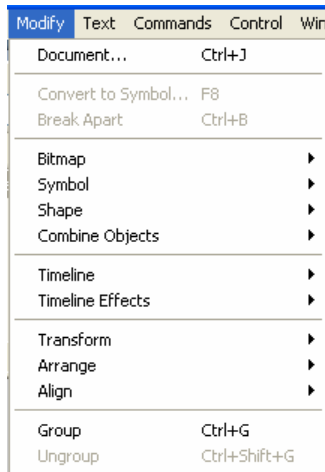 Modify Text Commands Control Win
Document... Ctrl+J
Convert to Symbol... F8
Break Apart Ctrl+B
Bitmap
Symbol
Shape
Combine Objects
Timeline
Timeline Effects
Transform
Arrange
Align
Group Ctrl+G
Ungroup Ctrl+Shift+G